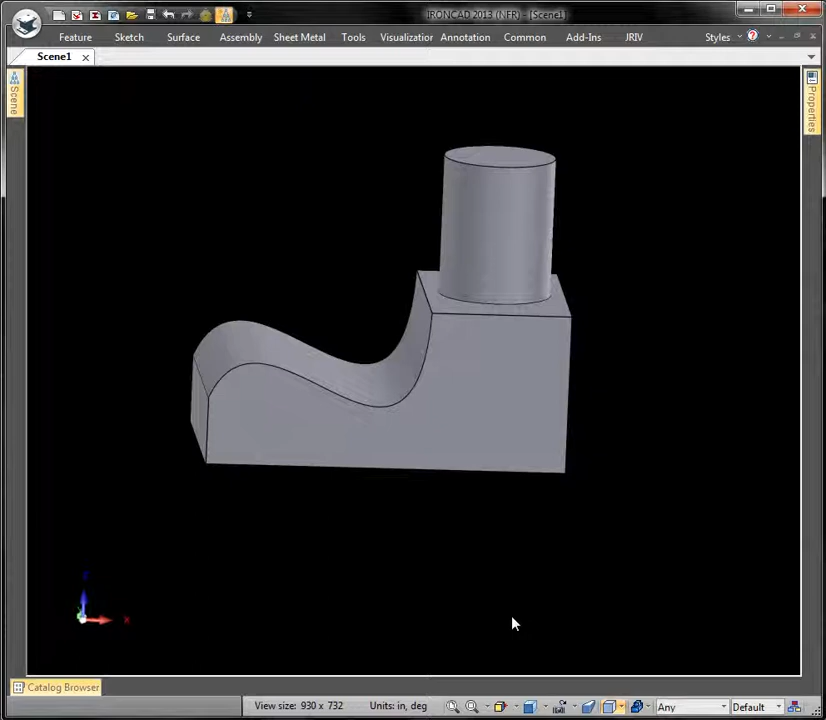 IRONCAD 2013 (NFR) - [Scene1]
Feature Sketch Surface Assembly Sheet Metal Tools Visualization Annotation Common Add-Ins JRIV Styles
Scene1 x
Scene
Properties
X
Catalog Browser
View size: 930 x 732 Units: in, deg Any Default